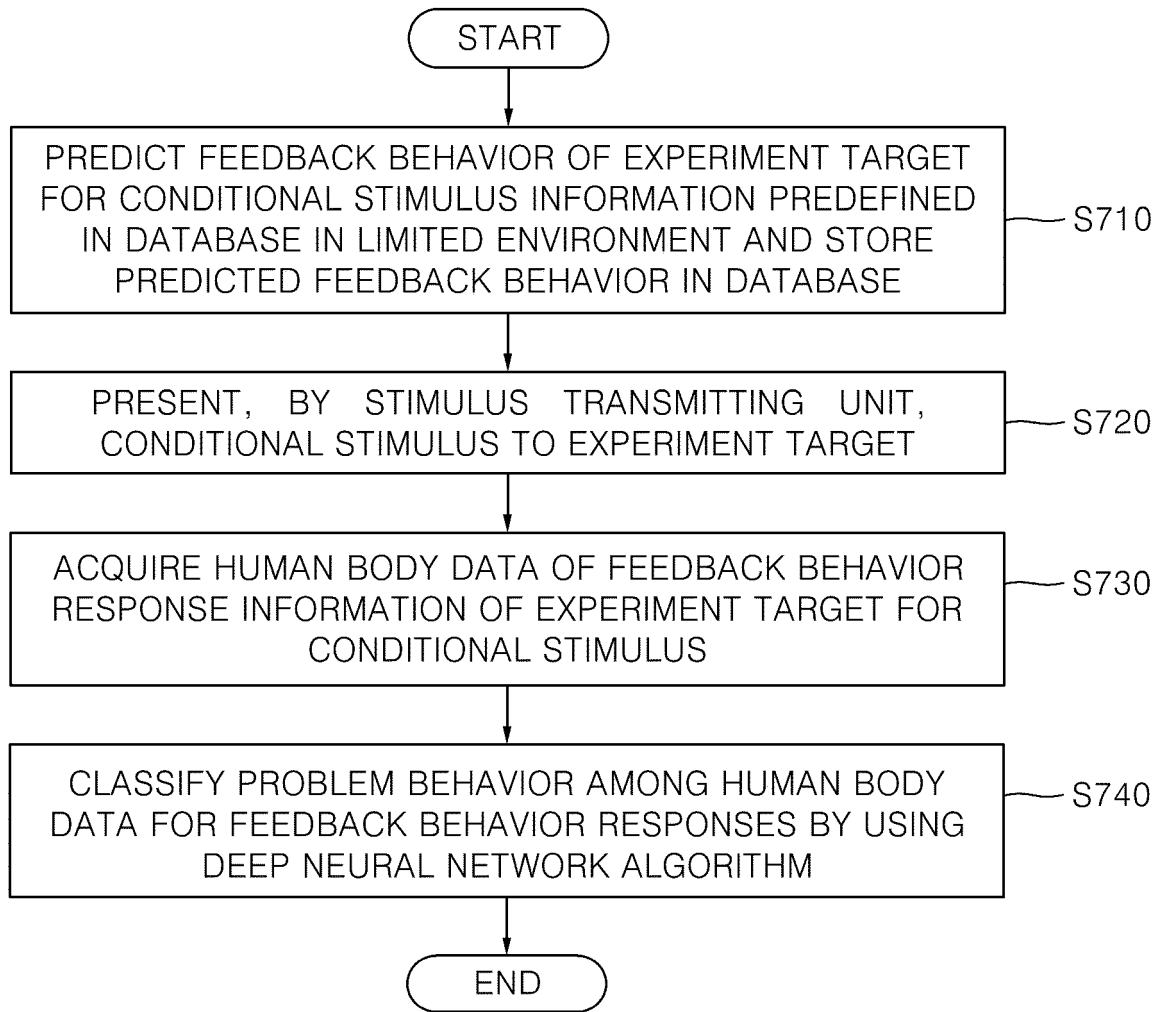 START
PREDICT FEEDBACK BEHAVIOR OF EXPERIMENT TARGET
FOR CONDITIONAL STIMULUS INFORMATION PREDEFINED
IN DATABASE IN LIMITED ENVIRONMENT AND STORE
PREDICTED FEEDBACK BEHAVIOR IN DATABASE
S710
PRESENT, BY STIMULUS TRANSMITTING UNIT,
CONDITIONAL STIMULUS TO EXPERIMENT TARGET
S720
ACQUIRE HUMAN BODY DATA OF FEEDBACK BEHAVIOR
RESPONSE INFORMATION OF EXPERIMENT TARGET FOR
CONDITIONAL STIMULUS
S730
CLASSIFY PROBLEM BEHAVIOR AMONG HUMAN BODY
DATA FOR FEEDBACK BEHAVIOR RESPONSES BY USING
DEEP NEURAL NETWORK ALGORITHM
S740
END